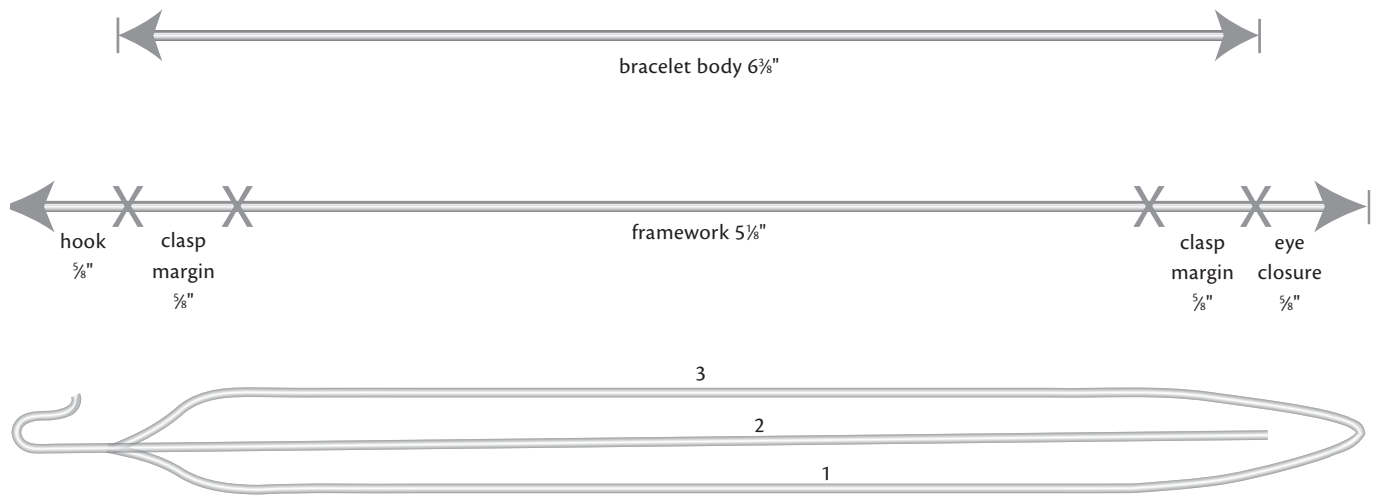 bracelet body 6⅜"
framework 5⅛"
hook
⅝"
clasp
margin
⅝"
clasp
margin
⅝"
eye
closure
⅝"
3
2
1